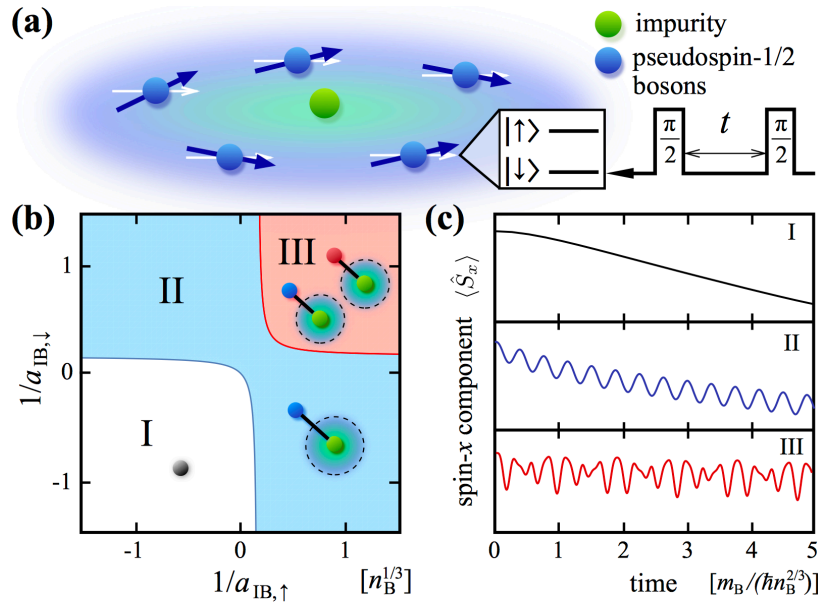 (a)
impurity
pseudospin-1/2
bosons
|↑⟩
|↓⟩
π/2
t
π/2
(b)
1
0
-1
1/a_IB,↓
I
II
III
-1
0
1
1/a_IB,↑
[n_B^1/3]
(c)
I
II
III
spin-x component ⟨Ŝ_x⟩
0
1
2
3
4
5
time
[m_B/(ħn_B^2/3)]